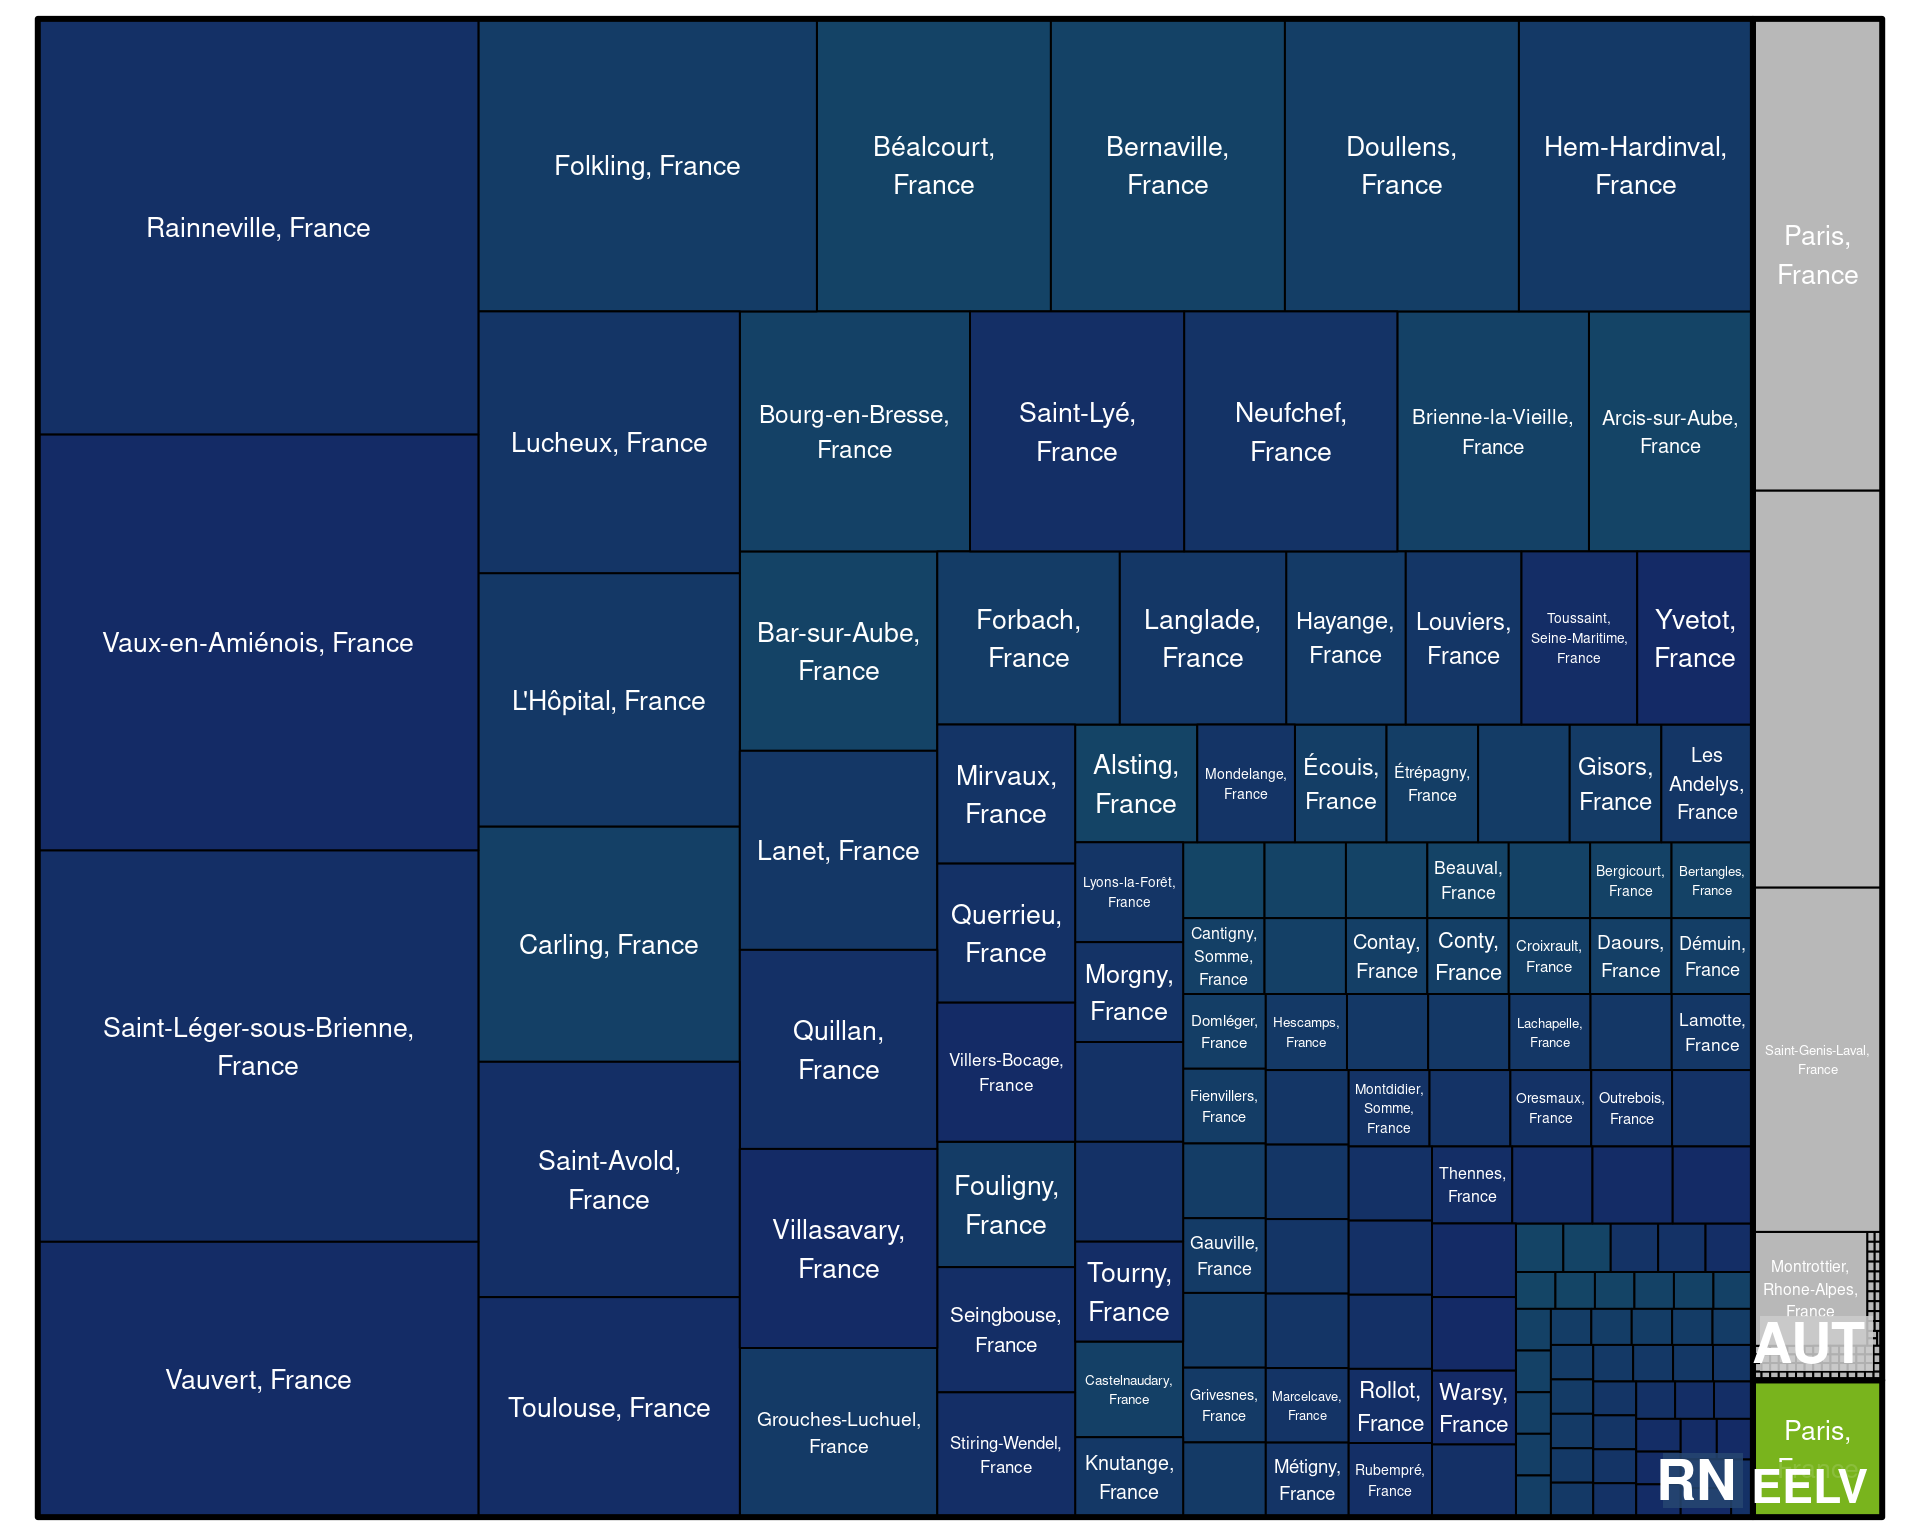 Rainneville, France
Vaux-en-Amiénois, France
Saint-Léger-sous-Brienne,
France
Vauvert, France
Folkling, France
Béalcourt,
France
Bernaville,
France
Doullens,
France
Hem-Hardinval,
France
Lucheux, France
L'Hôpital, France
Carling, France
Saint-Avold,
France
Toulouse, France
Bourg-en-Bresse,
France
Saint-Lyé,
France
Neufchef,
France
Brienne-la-Vieille,
France
Arcis-sur-Aube,
France
Bar-sur-Aube,
France
Lanet, France
Quillan,
France
Villasavary,
France
Grouches-Luchuel,
France
Forbach,
France
Langlade,
France
Hayange,
France
Louviers,
France
Toussaint,
Seine-Maritime,
France
Yvetot,
France
Mirvaux,
France
Querrieu,
France
Villers-Bocage,
France
Fouligny,
France
Seingbouse,
France
Stiring-Wendel,
France
Alsting,
France
Mondelange,
France
Écouis,
France
Étrépagny,
France
Gisors,
France
Les
Andelys,
France
Lyons-la-Forêt,
France
Morgny,
France
Tourny,
France
Castelnaudary,
France
Knutange,
France
Beauval,
France
Bergicourt,
France
Bertangles,
France
Cantigny,
Somme,
France
Contay,
France
Conty,
France
Croixrault,
France
Daours,
France
Démuin,
France
Domléger,
France
Hescamps,
France
Lachapelle,
France
Lamotte,
France
Fienvillers,
France
Montdidier,
Somme,
France
Oresmaux,
France
Outrebois,
France
Thennes,
France
Gauville,
France
Grivesnes,
France
Marcelcave,
France
Rollot,
France
Warsy,
France
Métigny,
France
Rubempré,
France
RN
Paris,
France
Saint-Genis-Laval,
France
Montrottier,
Rhone-Alpes,
France
AUT
Paris,
France
EELV